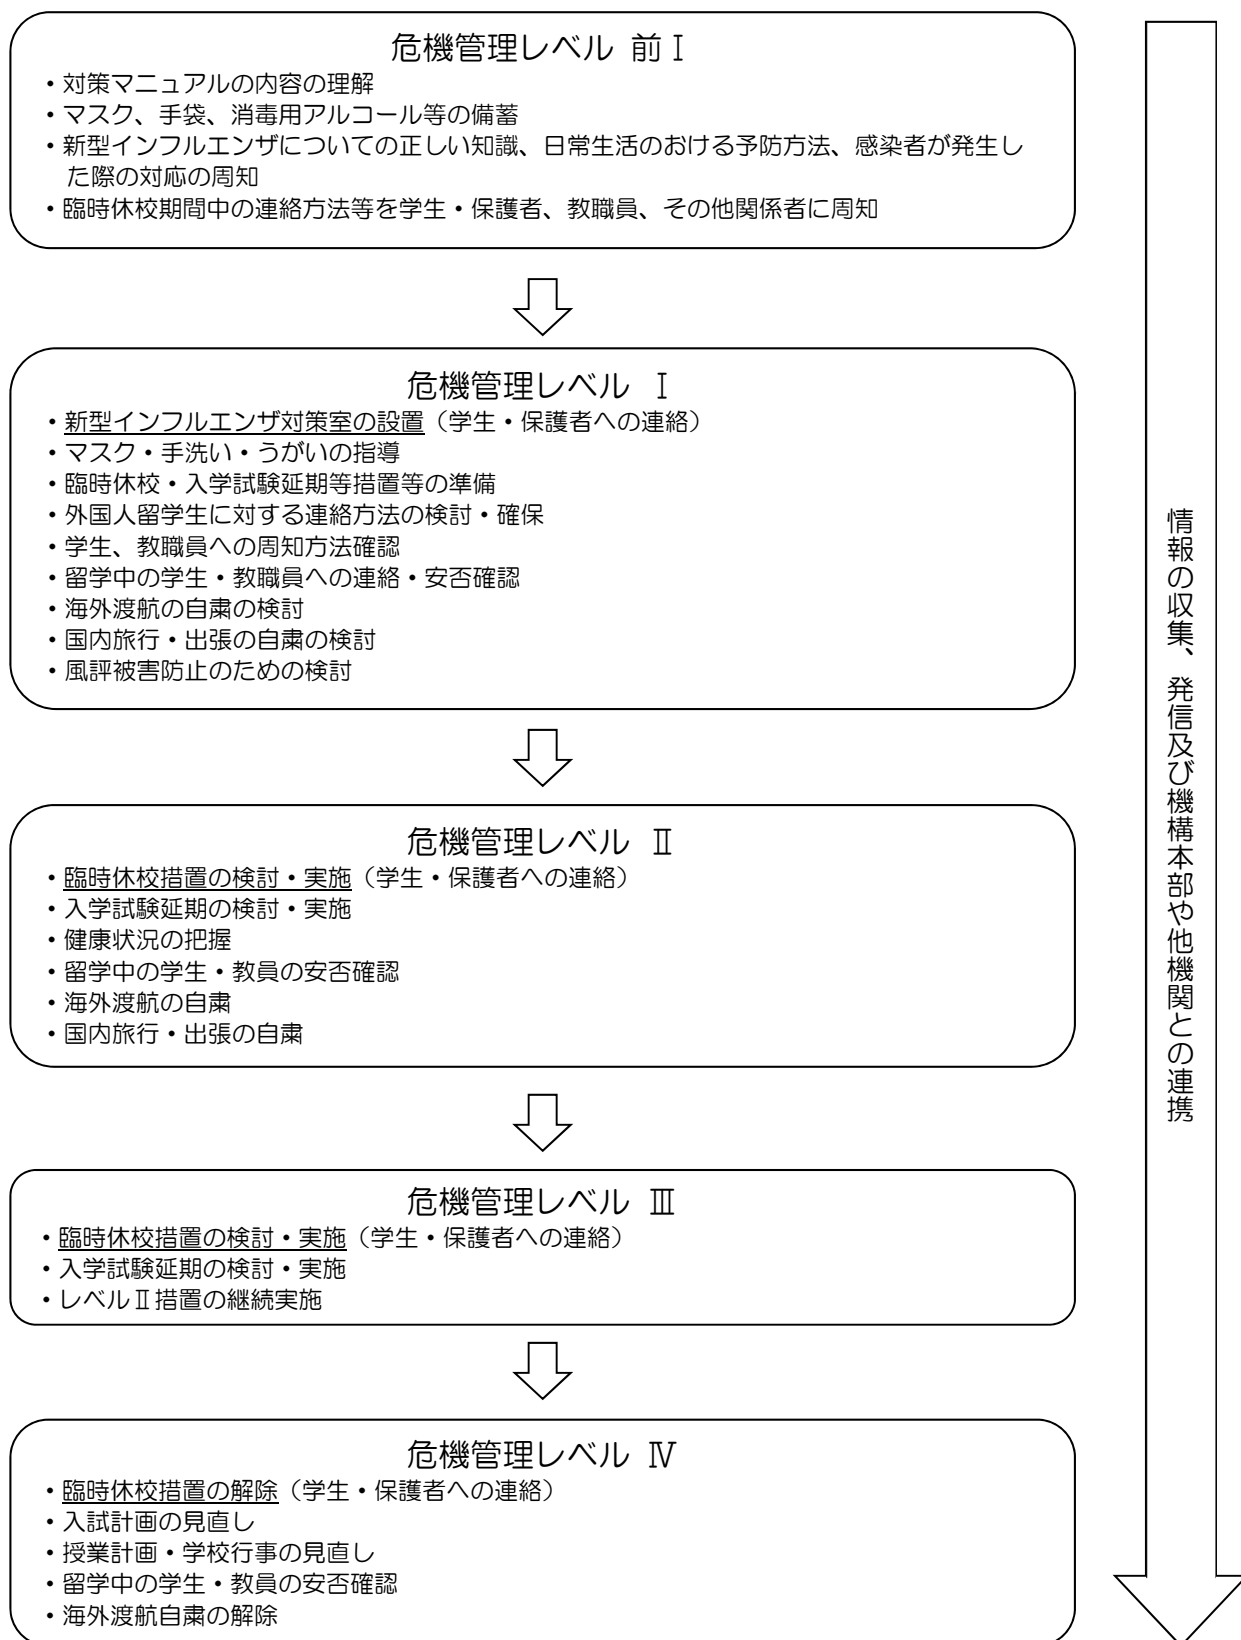 危機管理レベル 前Ⅰ
・対策マニュアルの内容の理解
・マスク、手袋、消毒用アルコール等の備蓄
・新型インフルエンザについての正しい知識、日常生活のおける予防方法、感染者が発生し
た際の対応の周知
・臨時休校期間中の連絡方法等を学生・保護者、教職員、その他関係者に周知
危機管理レベル Ⅰ
・新型インフルエンザ対策室の設置（学生・保護者への連絡）
・マスク・手洗い・うがいの指導
・臨時休校・入学試験延期等措置等の準備
・外国人留学生に対する連絡方法の検討・確保
・学生、教職員への周知方法確認
・留学中の学生・教職員への連絡・安否確認
・海外渡航の自粛の検討
・国内旅行・出張の自粛の検討
・風評被害防止のための検討
危機管理レベル Ⅱ
・臨時休校措置の検討・実施（学生・保護者への連絡）
・入学試験延期の検討・実施
・健康状況の把握
・留学中の学生・教員の安否確認
・海外渡航の自粛
・国内旅行・出張の自粛
危機管理レベル Ⅲ
・臨時休校措置の検討・実施（学生・保護者への連絡）
・入学試験延期の検討・実施
・レベルⅡ措置の継続実施
危機管理レベル Ⅳ
・臨時休校措置の解除（学生・保護者への連絡）
・入試計画の見直し
・授業計画・学校行事の見直し
・留学中の学生・教員の安否確認
・海外渡航自粛の解除
情報の収集、発信及び機構本部や他機関との連携